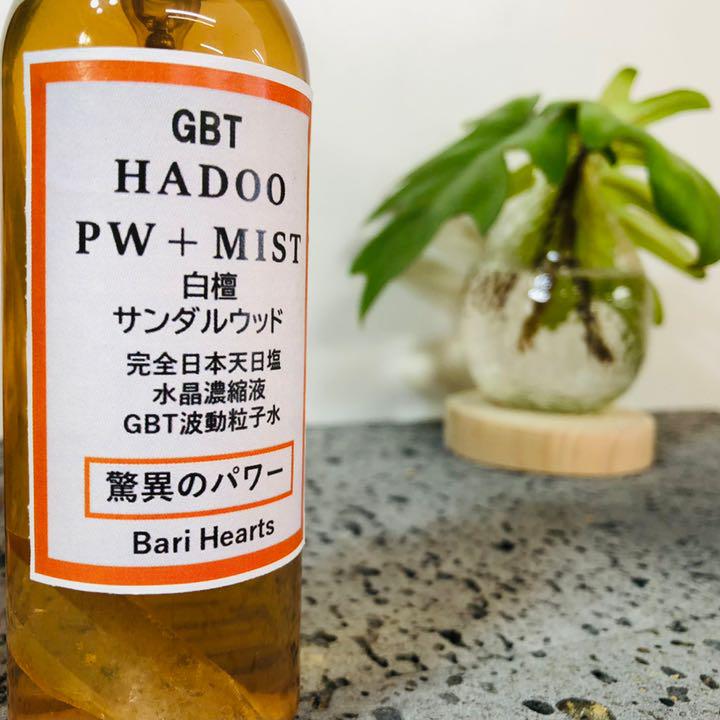 GBT
HADOO
PW + MIST
白檀
サンダルウッド
完全日本天日塩
水晶濃縮液
GBT波動粒子水
驚異のパワー
Bari Hearts